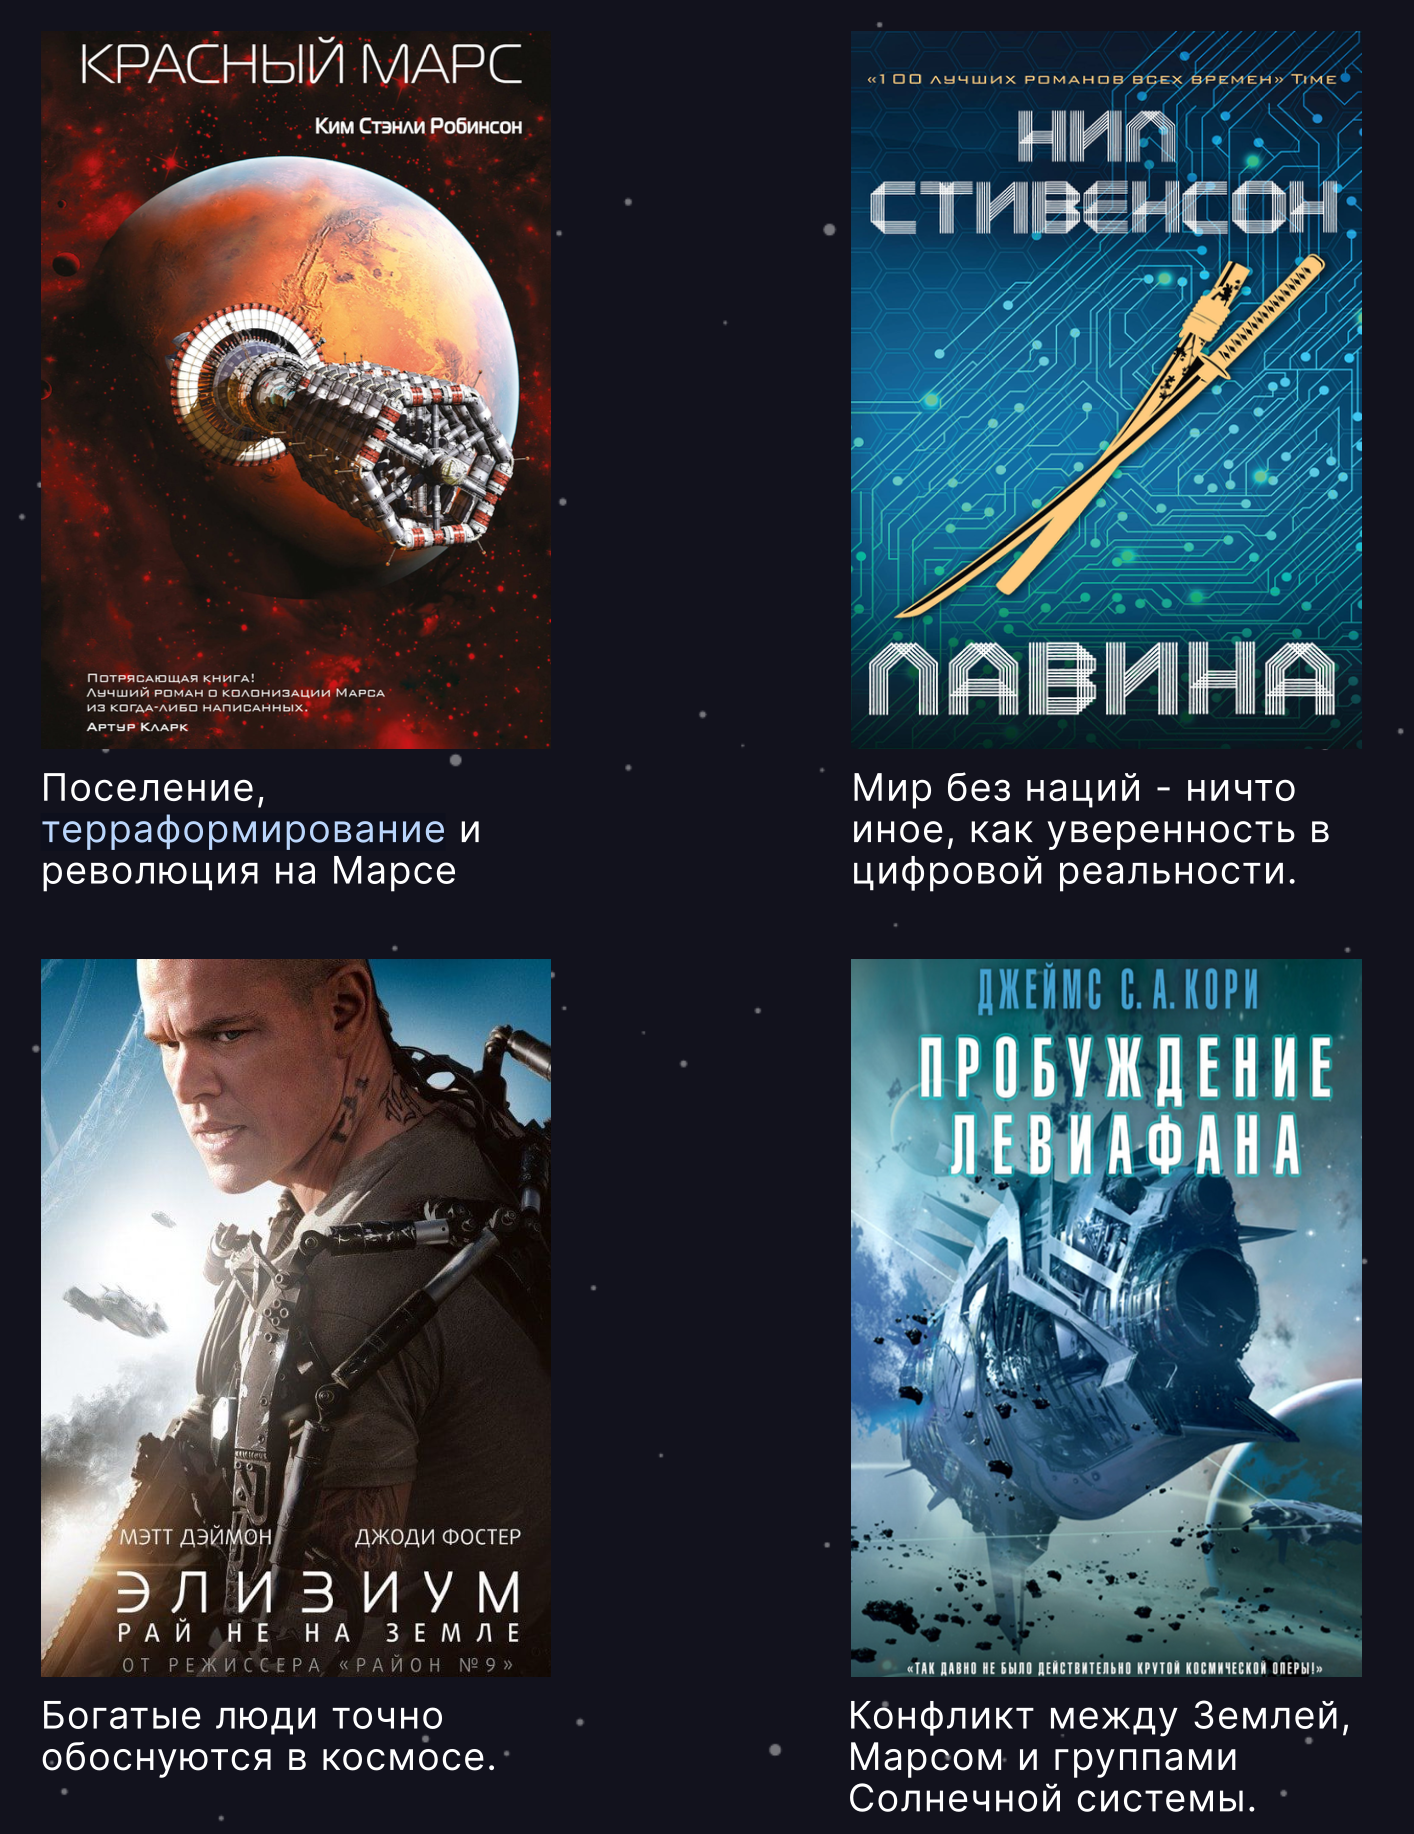 КРАСНЫЙ МАРС
Ким Стэнли Робинсон
Потрясающая книга!
Лучший роман о колонизации Марса
из когда-либо написанных.
Артур Кларк
Поселение,
терраформирование и
революция на Марсе
«100 лучших романов всех времен» Time
НИЛ
СТИВЕНСОН
ЛАВИНА
Мир без наций - ничто
иное, как уверенность в
цифровой реальности.
МЭТТ ДЭЙМОН ДЖОДИ ФОСТЕР
ЭЛИЗИУМ
РАЙ НЕ НА ЗЕМЛЕ
ОТ РЕЖИССЕРА «РАЙОН №9»
Богатые люди точно
обоснуются в космосе.
ДЖЕЙМС С. А. КОРИ
ПРОБУЖДЕНИЕ
ЛЕВИАФАНА
«ТАК ДАВНО НЕ БЫЛО ДЕЙСТВИТЕЛЬНО КРУТОЙ КОСМИЧЕСКОЙ ОПЕРЫ!»
Конфликт между Землей,
Марсом и группами
Солнечной системы.